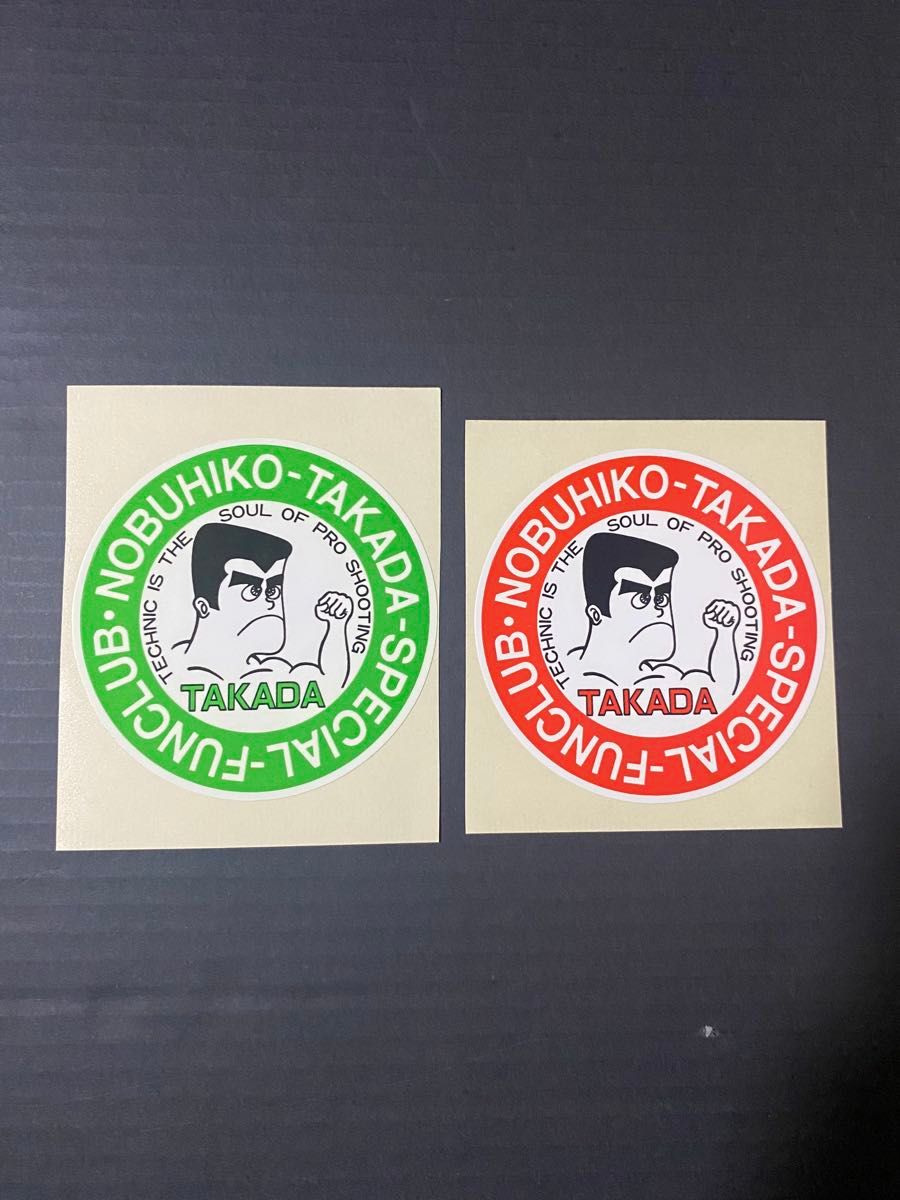 NOBUHIKO-TAKADA-SPECIAL-FUNCLUB·
TECHNIC IS THE SOUL OF PRO SHOOTING
TAKADA
NOBUHIKO-TAKADA-SPECIAL-FUNCLUB·
TECHNIC IS THE SOUL OF PRO SHOOTING
TAKADA